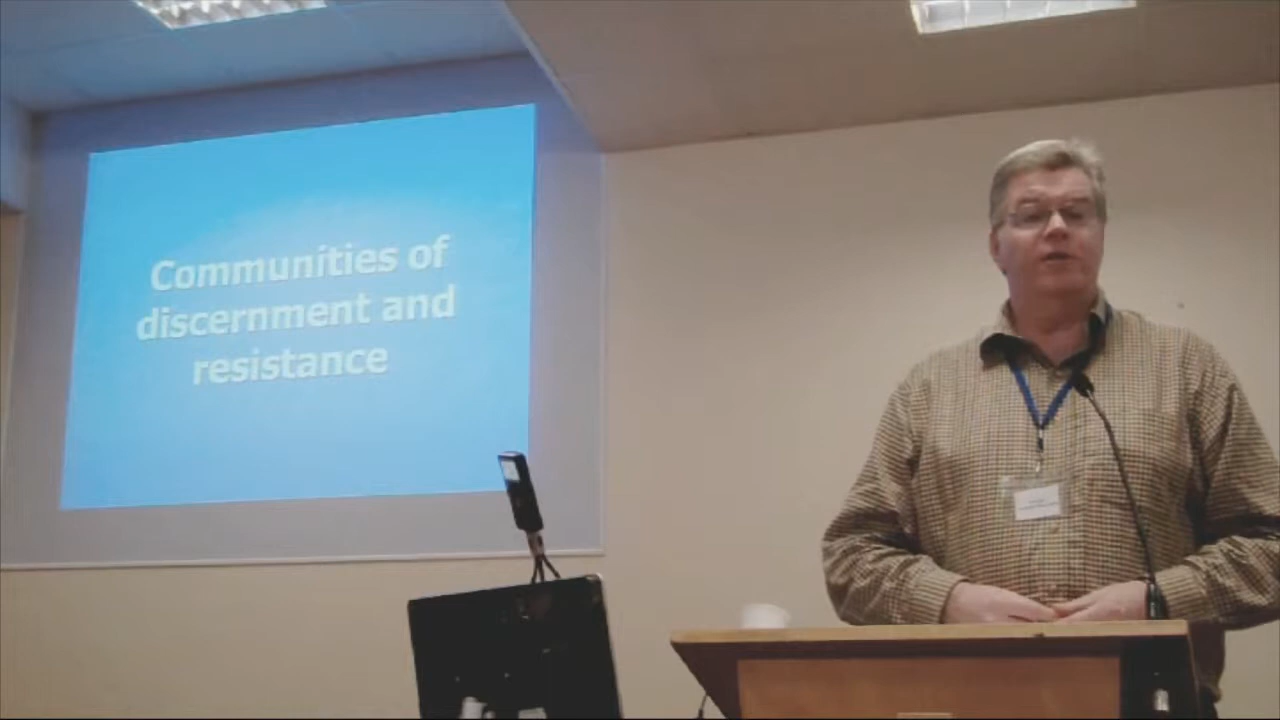 Communities of
discernment and
resistance